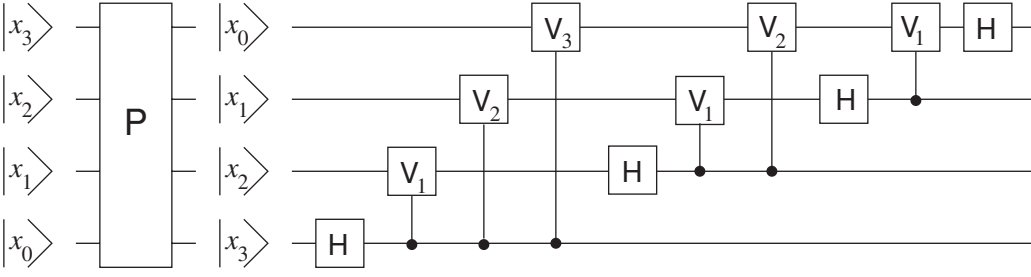 |x₃⟩ |x₀⟩ V₃ V₂ V₁ H
|x₂⟩ P |x₁⟩ V₂ V₁ H
|x₁⟩ |x₂⟩ V₁ H
|x₀⟩ |x₃⟩ H